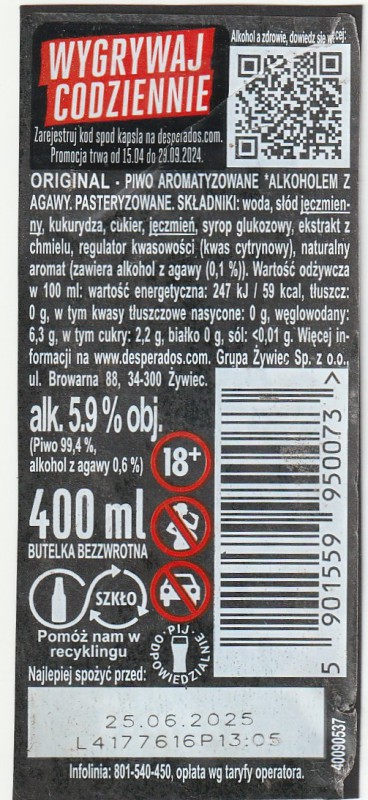 WYGRYWAJ
CODZIENNIE
Zarejestruj kod spod kapsla na desperados.com.
Promocja trwa od 15.04 do 29.09.2024.
Alkohol a zdrowie, dowiedz się więcej:
ORIGINAL · PIWO AROMATYZOWANE *ALKOHOLEM Z
AGAWY. PASTERYZOWANE. SKŁADNIKI: woda, słód jęczmien-
ny, kukurydza, cukier, jęczmień, syrop glukozowy, ekstrakt z
chmielu, regulator kwasowości (kwas cytrynowy), naturalny
aromat (zawiera alkohol z agawy (0,1 %)). Wartość odżywcza
w 100 ml: wartość energetyczna: 247 kJ / 59 kcal, tłuszcz:
0 g, w tym kwasy tłuszczowe nasycone: 0 g, węglowodany:
6,3 g, w tym cukry: 2,2 g, białko 0 g, sól: <0,01 g. Więcej in-
formacji na www.desperados.com. Grupa Żywiec Sp. z o.o.,
ul. Browarna 88, 34-300 Żywiec.
alk. 5.9 % obj.
(Piwo 99,4 %,
alkohol z agawy 0,6 %)
18+
400 ml
BUTELKA BEZZWROTNA
SZKŁO
Pomóż nam w
recyklingu
PIJ
ODPOWIEDZIALNIE
5 901559 950073 >
Najlepiej spożyć przed:
25.06.2025
L4177616P13:05
40090537
Infolinia: 801-540-450, opłata wg taryfy operatora.